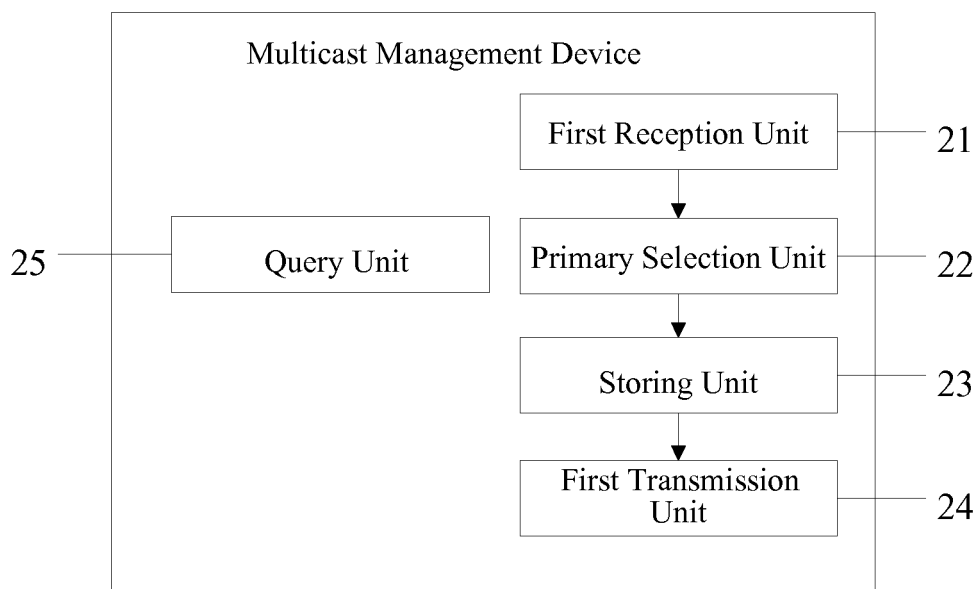 Multicast Management Device
First Reception Unit
21
25
Query Unit
Primary Selection Unit
22
Storing Unit
23
First Transmission
Unit
24